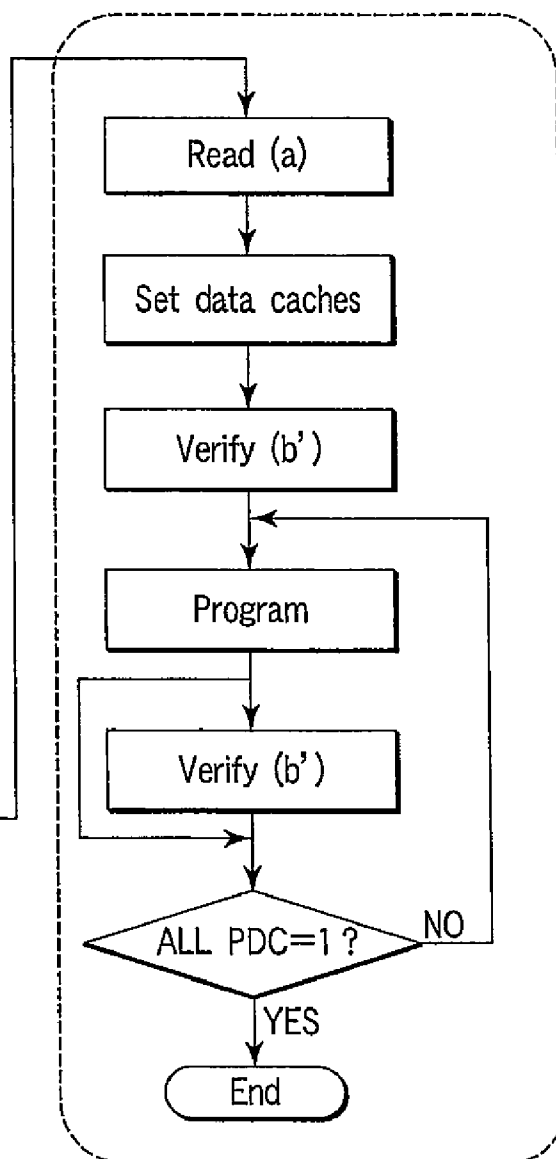 Read (a)
Set data caches
Verify (b')
Program
Verify (b')
ALL PDC=1 ?
NO
YES
End